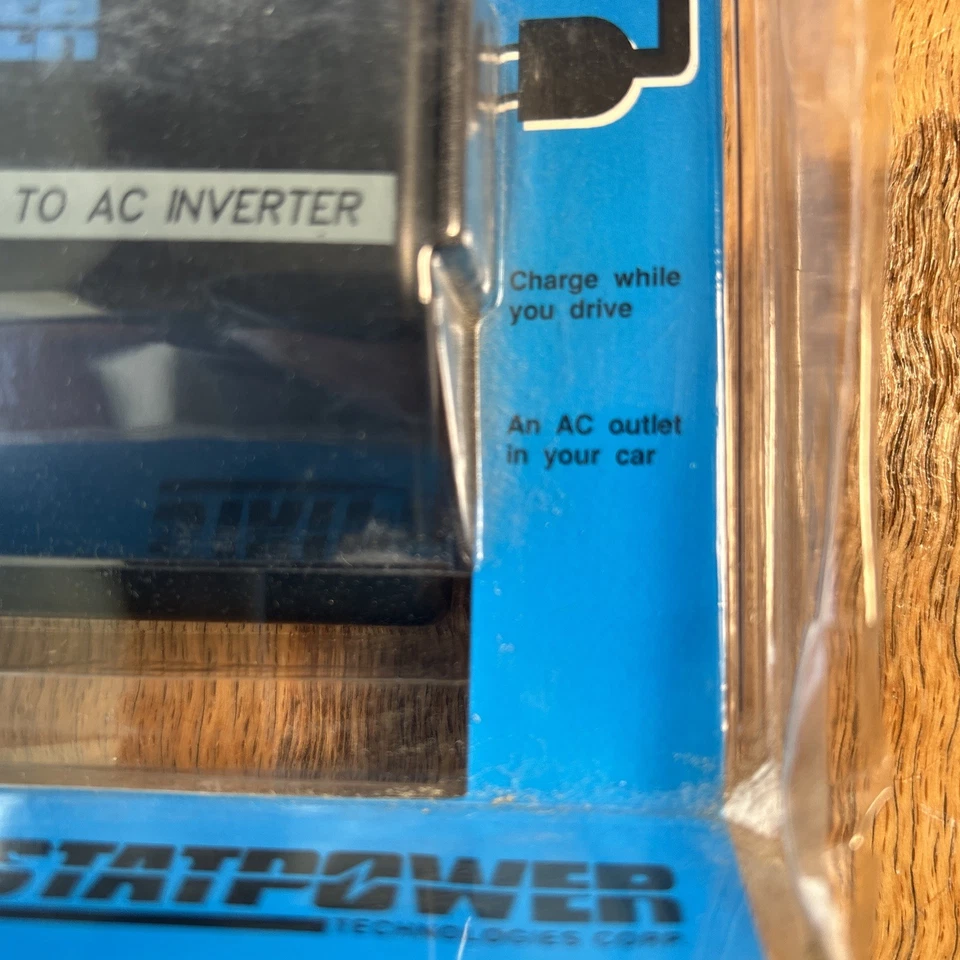 TO AC INVERTER
Charge while
you drive
An AC outlet
in your car
STATPOWER
TECHNOLOGIES CORP